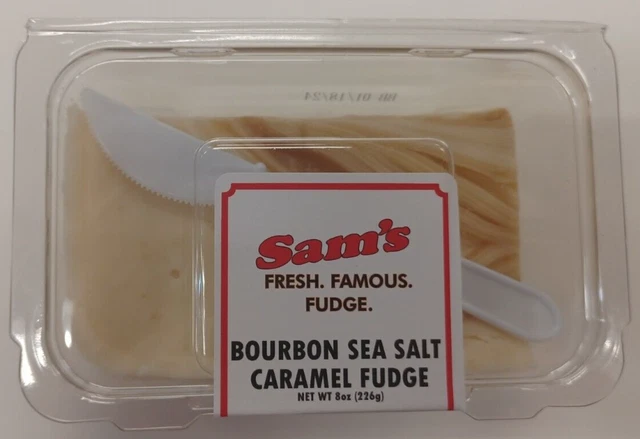 Sam's
FRESH. FAMOUS.
FUDGE.
BOURBON SEA SALT
CARAMEL FUDGE
NET WT 8oz (226g)